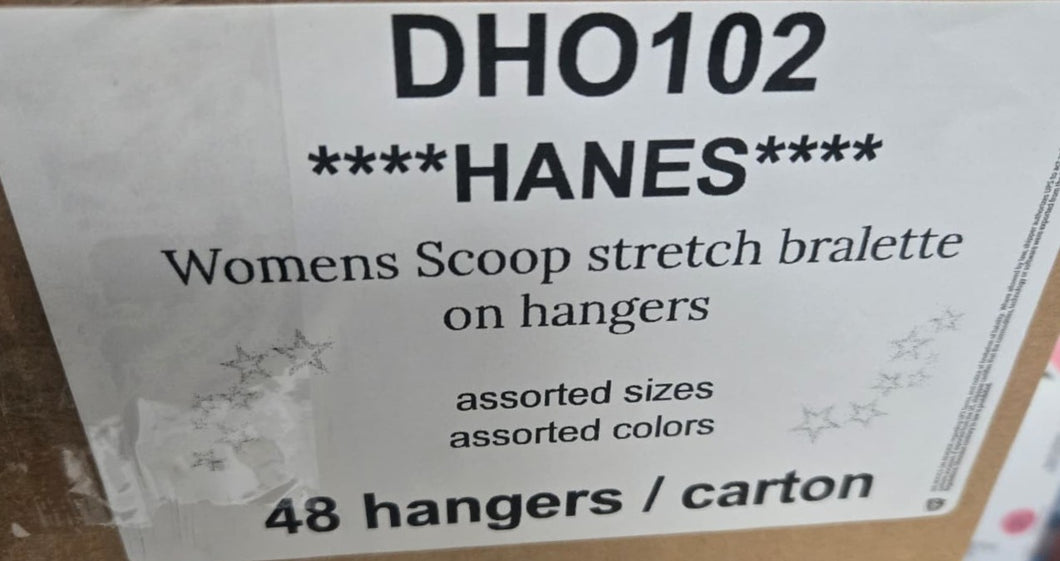 DHO102
****HANES****
Womens Scoop stretch bralette
on hangers
assorted sizes
assorted colors
48 hangers / carton